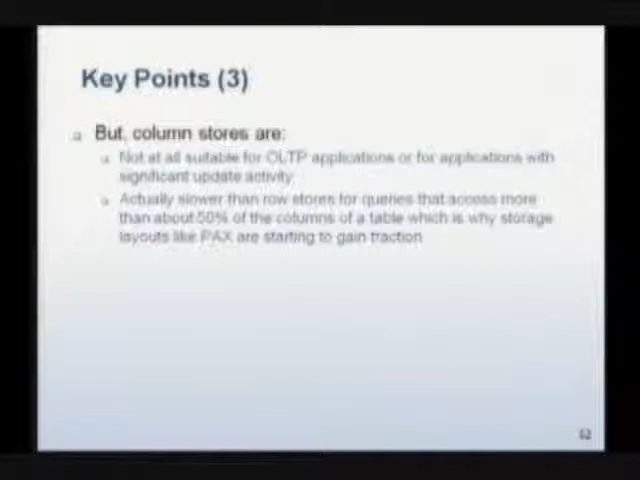 Key Points (3)
But, column stores are:
Not at all suitable for OLTP applications or for applications with
significant update activity
Actually slower than row stores for queries that access more
than about 50% of the columns of a table which is why storage
layouts like PAX are starting to gain traction
52